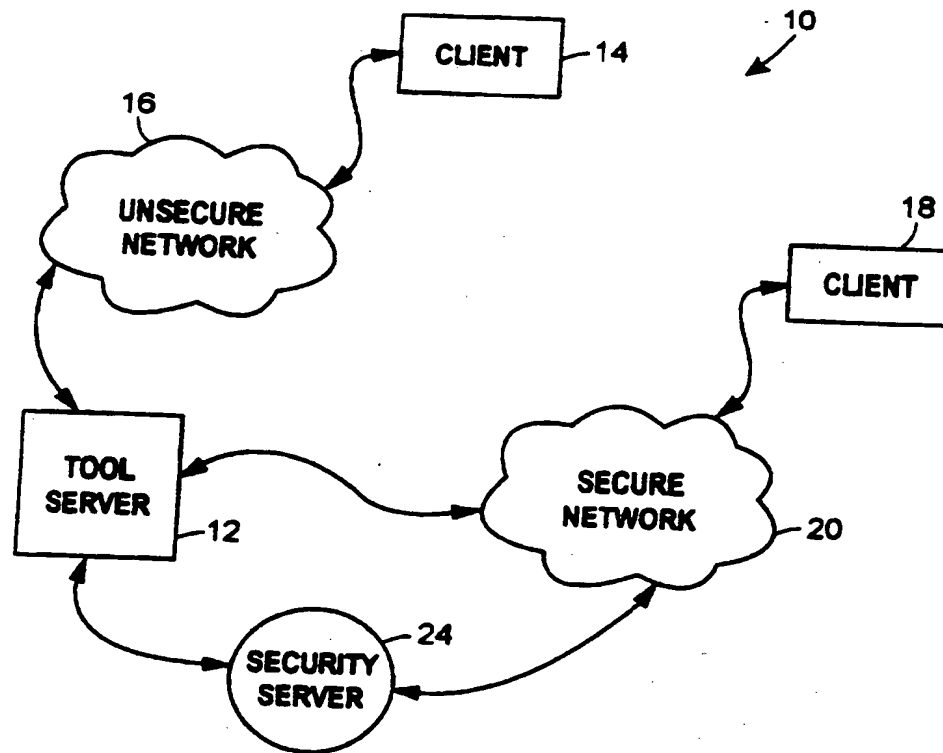 10
CLIENT
14
16
UNSECURE
NETWORK
18
CLIENT
TOOL
SERVER
12
SECURE
NETWORK
20
24
SECURITY
SERVER